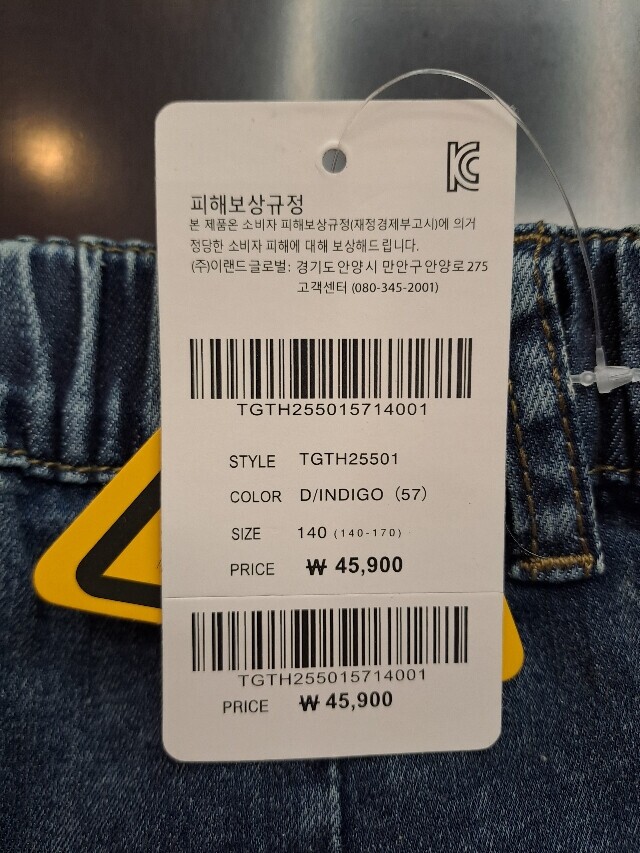 KC
피해보상규정
본 제품온 소비자 피해보상규정(재정경제부고시)에 의거
정당한 소비자 피해에 대해 보상해드립니다.
(주)이랜드글로벌: 경기도안양시 만안구안양로275
고객센터 (080-345-2001)
TGTH255015714001
STYLE TGTH25501
COLOR D/INDIGO (57)
SIZE 140 (140-170)
PRICE ₩ 45,900
TGTH255015714001
PRICE ₩ 45,900